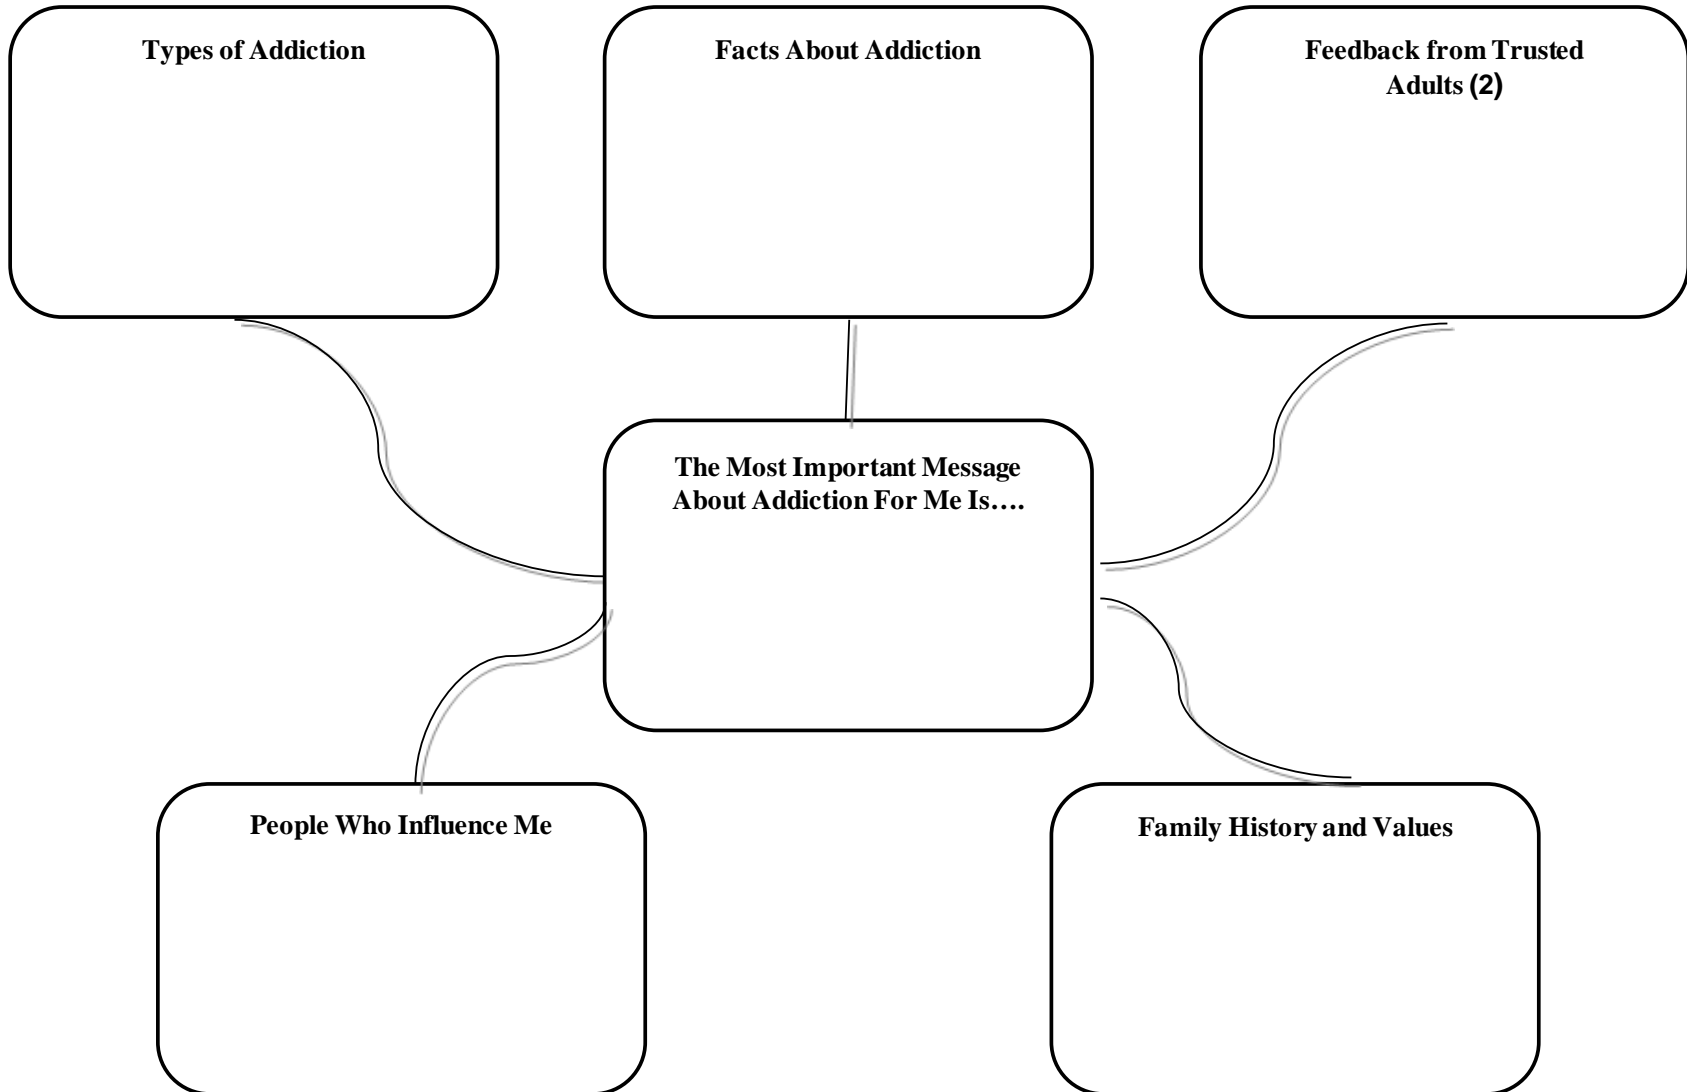 Types of Addiction
Facts About Addiction
Feedback from Trusted
Adults (2)
The Most Important Message
About Addiction For Me Is….
People Who Influence Me
Family History and Values